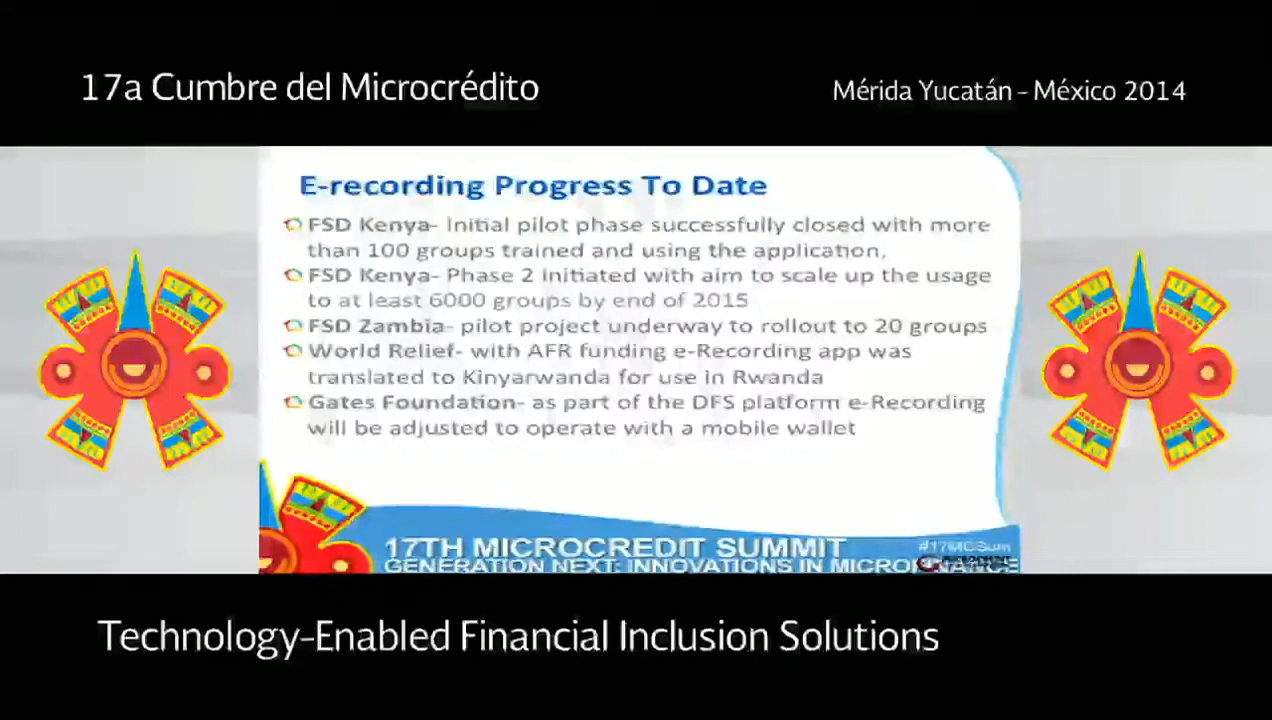 17a Cumbre del Microcrédito
Mérida Yucatán - México 2014
E-recording Progress To Date
FSD Kenya- Initial pilot phase successfully closed with more
than 100 groups trained and using the application.
FSD Kenya- Phase 2 initiated with aim to scale up the usage
to at least 6000 groups by end of 2015
FSD Zambia- pilot project underway to rollout to 20 groups
World Relief- with AFR funding e-Recording app was
translated to Kinyarwanda for use in Rwanda
Gates Foundation- as part of the DFS platform e-Recording
will be adjusted to operate with a mobile wallet
17TH MICROCREDIT SUMMIT
#17MCSum
GENERATION NEXT: INNOVATIONS IN MICROFINANCE
Technology-Enabled Financial Inclusion Solutions